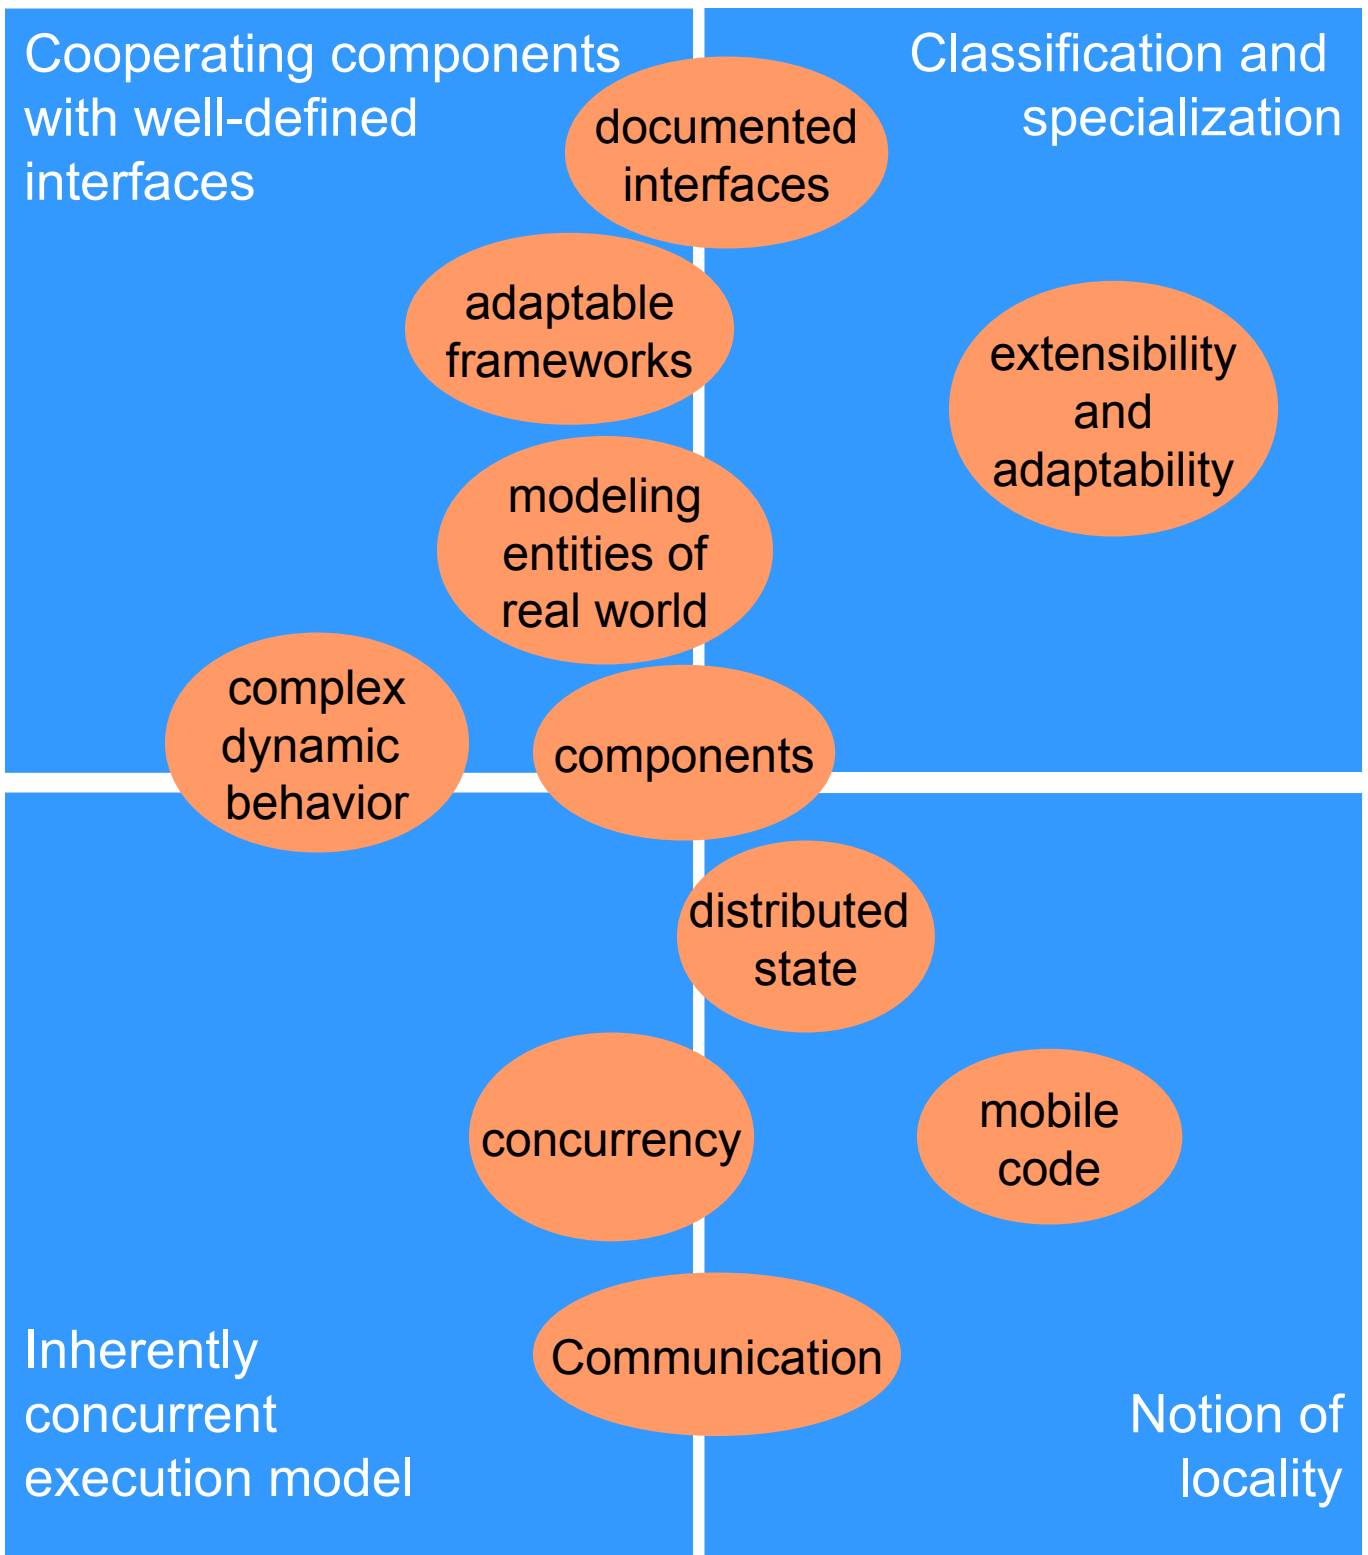 Cooperating components
with well-defined
interfaces
Classification and
specialization
documented
interfaces
adaptable
frameworks
extensibility
and
adaptability
modeling
entities of
real world
complex
dynamic
behavior
components
distributed
state
concurrency
mobile
code
Communication
Inherently
concurrent
execution model
Notion of
locality